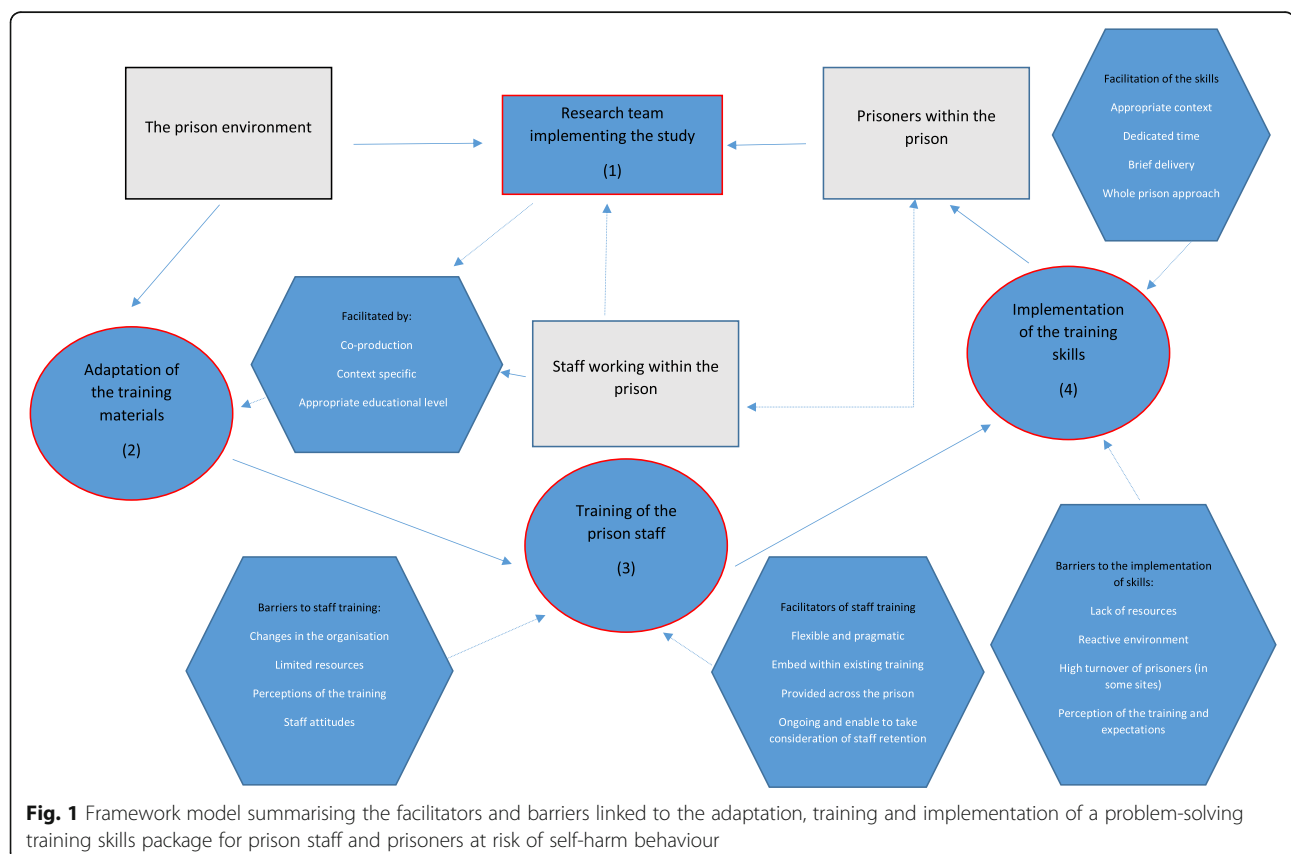 The prison environment
Research team
implementing the study
(1)
Prisoners within the
prison
Facilitation of the skills
Appropriate context
Dedicated time
Brief delivery
Whole prison approach
Adaptation of
the training
materials
(2)
Facilitated by:
Co-production
Context specific
Appropriate educational level
Staff working within the
prison
Implementation
of the training
skills
(4)
Training of the
prison staff
(3)
Barriers to staff training:
Changes in the organisation
Limited resources
Perceptions of the training
Staff attitudes
Facilitators of staff training
Flexible and pragmatic
Embed within existing training
Provided across the prison
Ongoing and enable to take
consideration of staff retention
Barriers to the implementation
of skills:
Lack of resources
Reactive environment
High turnover of prisoners (in
some sites)
Perception of the training and
expectations
Fig. 1 Framework model summarising the facilitators and barriers linked to the adaptation, training and implementation of a problem-solving
training skills package for prison staff and prisoners at risk of self-harm behaviour